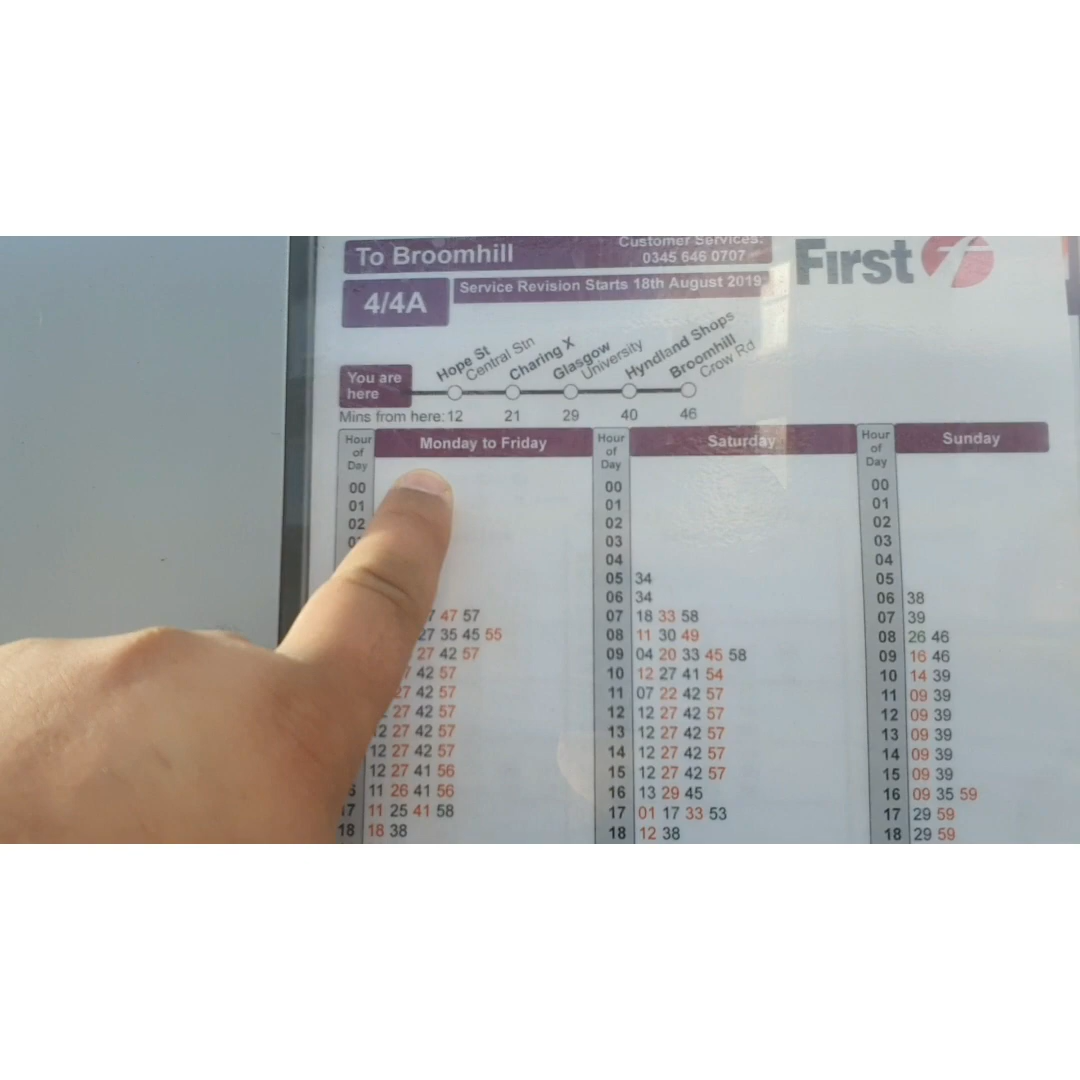 To Broomhill
Customer Services:
0345 646 0707
First
4/4A
Service Revision Starts 18th August 2019
You are
here
Hope St
Central Stn
Charing X
Glasgow
University
Hyndland Shops
Broomhill
Crow Rd
Mins from here: 12 21 29 40 46
Hour
of
Day
Monday to Friday
00
01
02
47 57
27 35 45 55
27 42 57
42 57
27 42 57
27 42 57
27 42 57
12 27 42 57
12 27 41 56
11 26 41 56
17 11 25 41 58
18 18 38
Hour
of
Day
Saturday
00
01
02
03
04
05 34
06 34
07 18 33 58
08 11 30 49
09 04 20 33 45 58
10 12 27 41 54
11 07 22 42 57
12 12 27 42 57
13 12 27 42 57
14 12 27 42 57
15 12 27 42 57
16 13 29 45
17 01 17 33 53
18 12 38
Hour
of
Day
Sunday
00
01
02
03
04
05
06 38
07 39
08 26 46
09 16 46
10 14 39
11 09 39
12 09 39
13 09 39
14 09 39
15 09 39
16 09 35 59
17 29 59
18 29 59